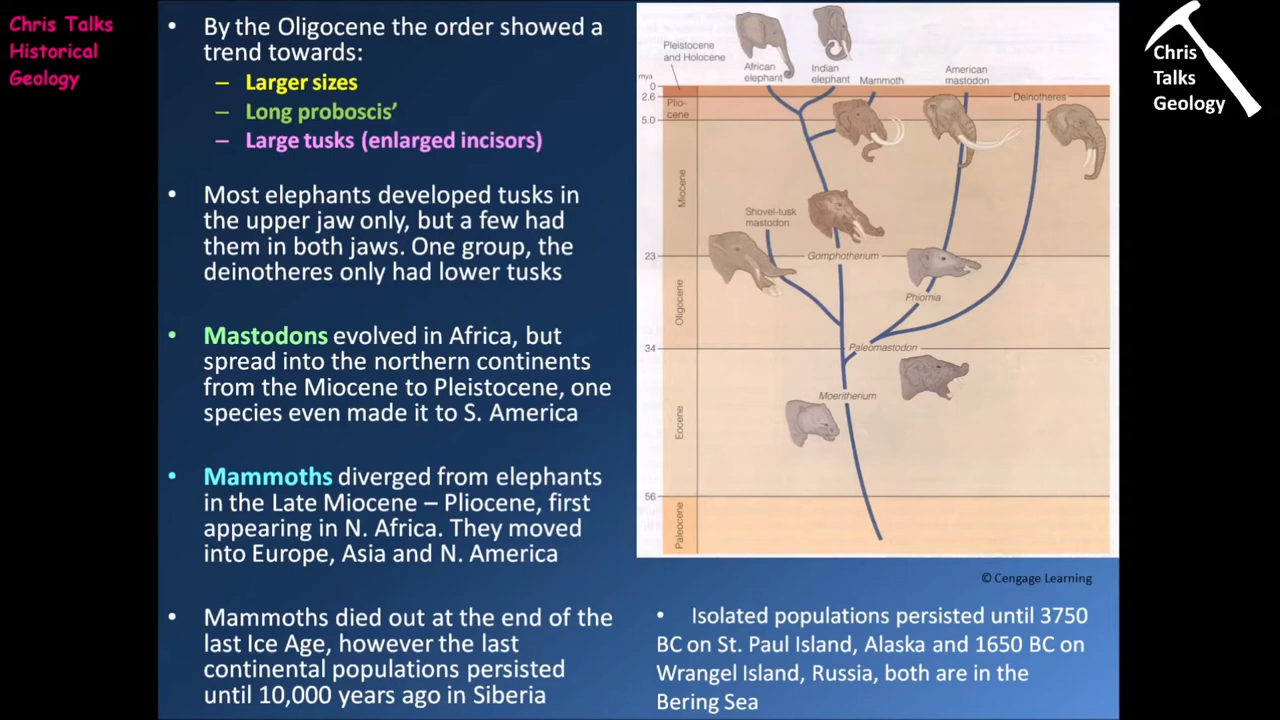 Chris Talks
Historical
Geology
• By the Oligocene the order showed a
trend towards:
– Larger sizes
– Long proboscis’
– Large tusks (enlarged incisors)
• Most elephants developed tusks in
the upper jaw only, but a few had
them in both jaws. One group, the
deinotheres only had lower tusks
• Mastodons evolved in Africa, but
spread into the northern continents
from the Miocene to Pleistocene, one
species even made it to S. America
• Mammoths diverged from elephants
in the Late Miocene – Pliocene, first
appearing in N. Africa. They moved
into Europe, Asia and N. America
• Mammoths died out at the end of the
last Ice Age, however the last
continental populations persisted
until 10,000 years ago in Siberia
Pleistocene
and Holocene
African
elephant
Indian
elephant
Mammoth
American
mastodon
Deinotheres
mya
0
2.6
Plio-
cene
5.0
Miocene
Shovel-tusk
mastodon
23
Gomphotherium
Phiomia
Oligocene
34
Paleomastodon
Moeritherium
Eocene
56
Paleocene
© Cengage Learning
• Isolated populations persisted until 3750
BC on St. Paul Island, Alaska and 1650 BC on
Wrangel Island, Russia, both are in the
Bering Sea
Chris
Talks
Geology